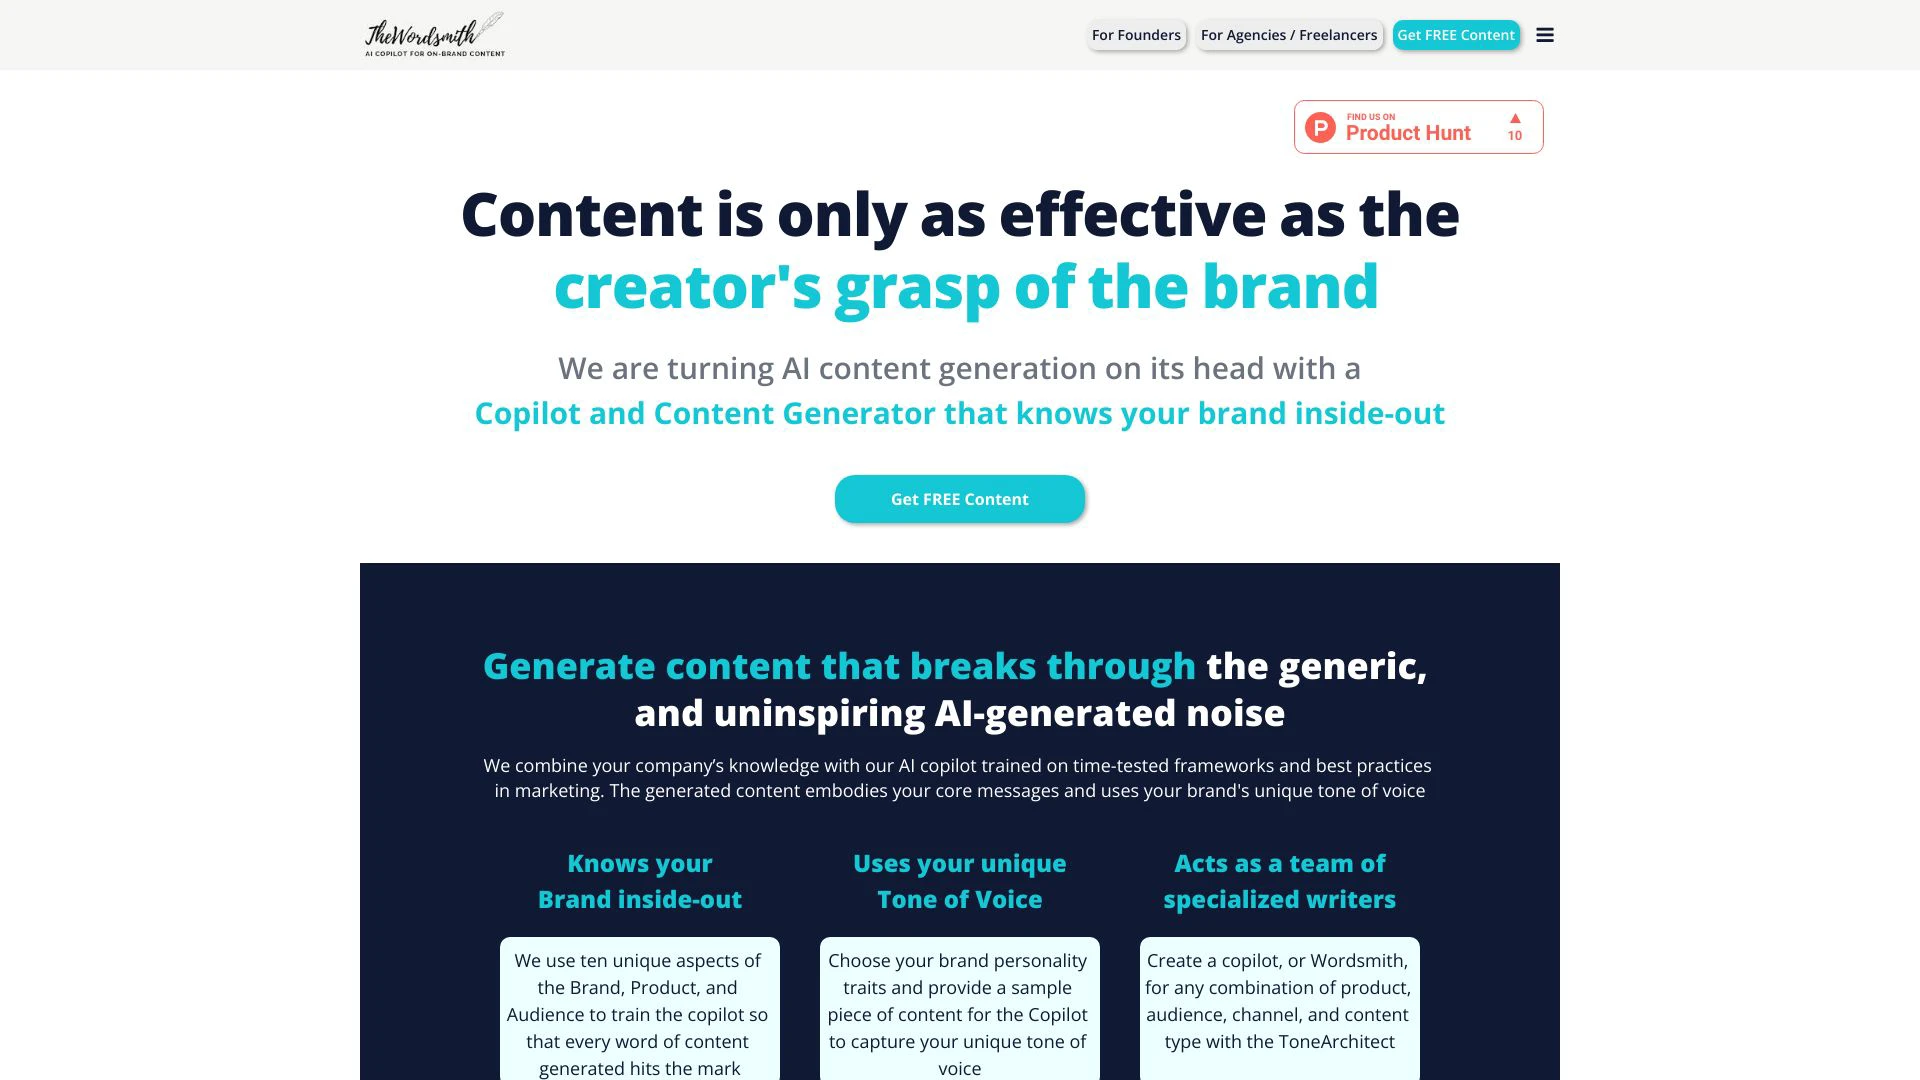 TheWordsmith
AI COPILOT FOR ON-BRAND CONTENT
For Founders
For Agencies / Freelancers
Get FREE Content
FIND US ON
Product Hunt
10
Content is only as effective as the
creator's grasp of the brand
We are turning AI content generation on its head with a
Copilot and Content Generator that knows your brand inside-out
Get FREE Content
Generate content that breaks through the generic,
and uninspiring AI-generated noise
We combine your company’s knowledge with our AI copilot trained on time-tested frameworks and best practices
in marketing. The generated content embodies your core messages and uses your brand's unique tone of voice
Knows your
Brand inside-out
We use ten unique aspects of
the Brand, Product, and
Audience to train the copilot so
that every word of content
generated hits the mark
Uses your unique
Tone of Voice
Choose your brand personality
traits and provide a sample
piece of content for the Copilot
to capture your unique tone of
voice
Acts as a team of
specialized writers
Create a copilot, or Wordsmith,
for any combination of product,
audience, channel, and content
type with the ToneArchitect